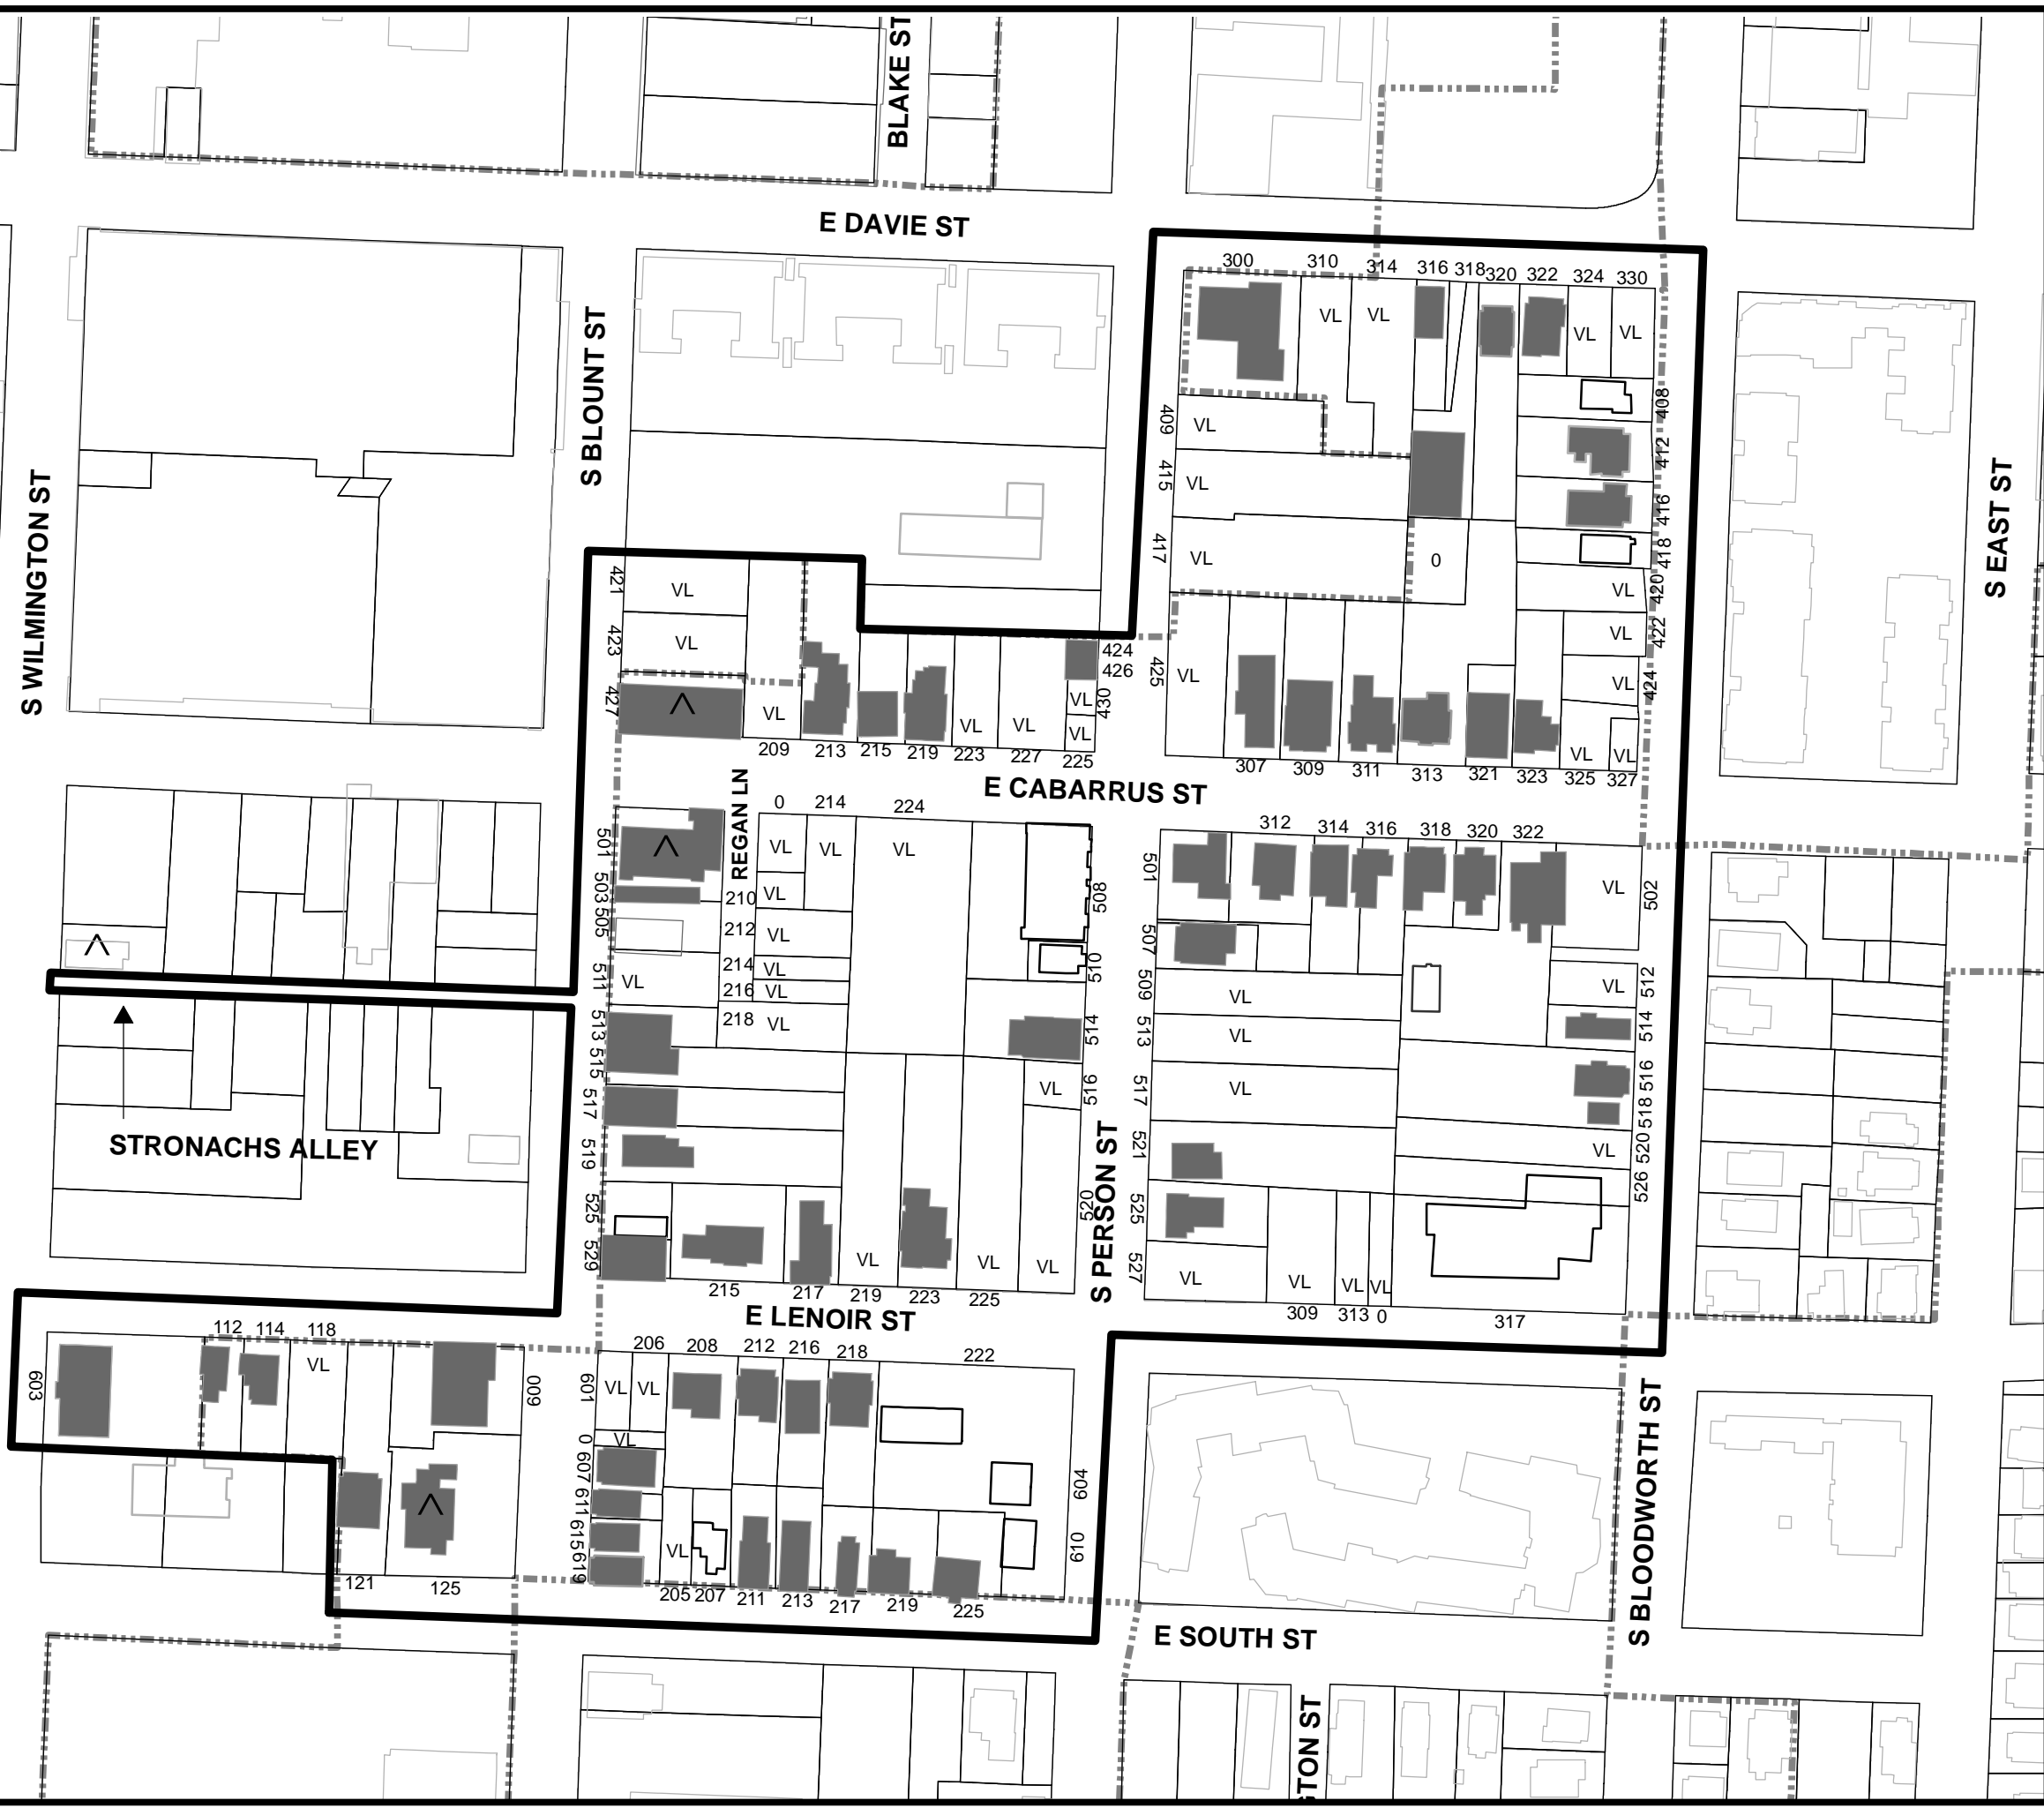 BLAKE ST
E DAVIE ST
300 310 314 316 318 320 322 324 330
VL VL VL VL
S BLOUNT ST
408
409 VL
412
415 VL
416
S WILMINGTON ST
S EAST ST
417 VL 0 418
421 VL
VL 420
423 VL
VL 422
424
426
425 VL VL 424
427 ^ VL VL VL VL 430
VL VL VL
209 213 215 219 223 227 225
307 309 311 313 321 323 325 327
E CABARRUS ST
REGAN LN
0 214 224
312 314 316 318 320 322
501 ^ VL VL VL
501 VL 502
503 210 VL 508
505 212 VL
507
^
214 VL 510
511 VL 216 VL
509 VL VL 512
218 VL
513 514
513 VL 514
515
VL 516
517
517 VL 516
518
STRONACHS ALLEY
519
521 VL 520
S PERSON ST
525 520
525 526
529 VL VL VL
527 VL VL VL VL
215 217 219 223 225
309 313 0 317
E LENOIR ST
112 114 118
206 208 212 216 218 222
603 VL 600
601 VL VL
0 VL
607
604
611
^
615 VL 610
619
121 125
205 207 211 213 217 219 225
S BLOODWORTH ST
E SOUTH ST
GTON ST